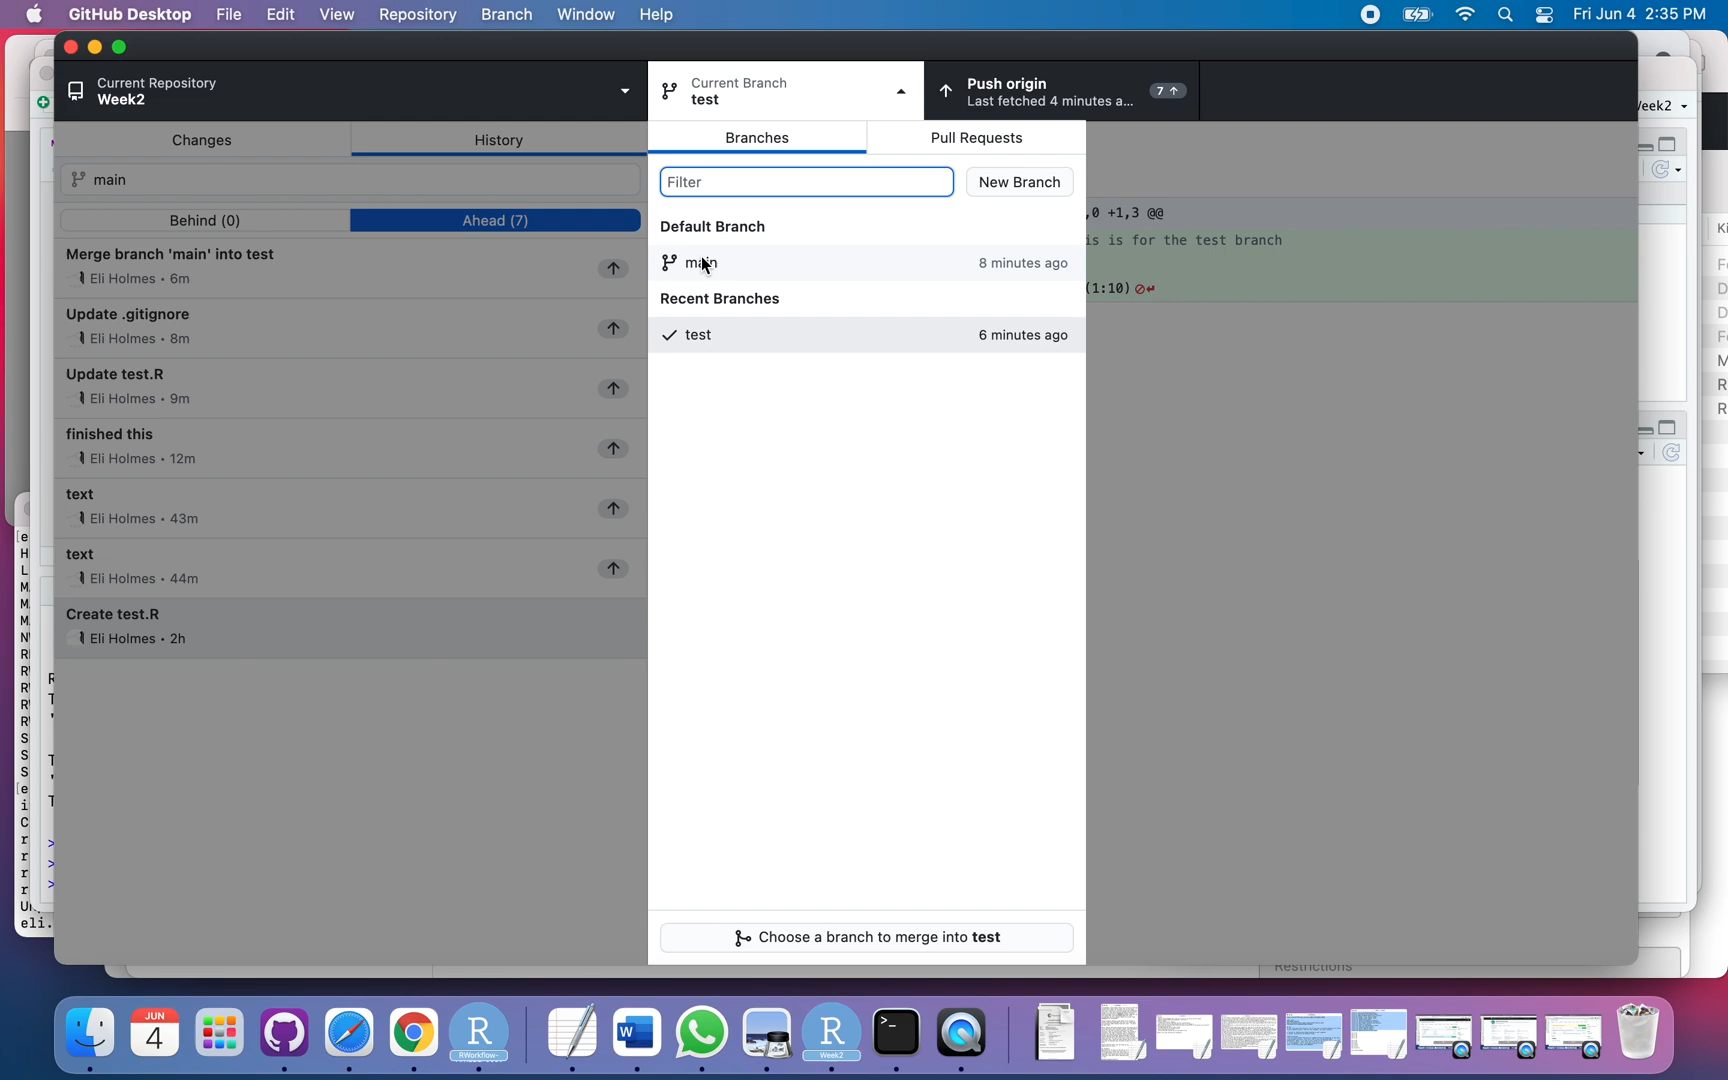 GitHub Desktop File Edit View Repository Branch Window Help Fri Jun 4 2:35 PM
Current Repository
Week2
Current Branch
test
Push origin
Last fetched 4 minutes a...
7
Changes
History
Branches
Pull Requests
main
Filter
New Branch
Behind (0)
Ahead (7)
Default Branch
main
8 minutes ago
Recent Branches
test
6 minutes ago
Merge branch 'main' into test
Eli Holmes • 6m
Update .gitignore
Eli Holmes • 8m
Update test.R
Eli Holmes • 9m
finished this
Eli Holmes • 12m
text
Eli Holmes • 43m
text
Eli Holmes • 44m
Create test.R
Eli Holmes • 2h
,0 +1,3 @@
is is for the test branch
(1:10)
Choose a branch to merge into test
eli.
JUN
4
RWorkflow-
Week2